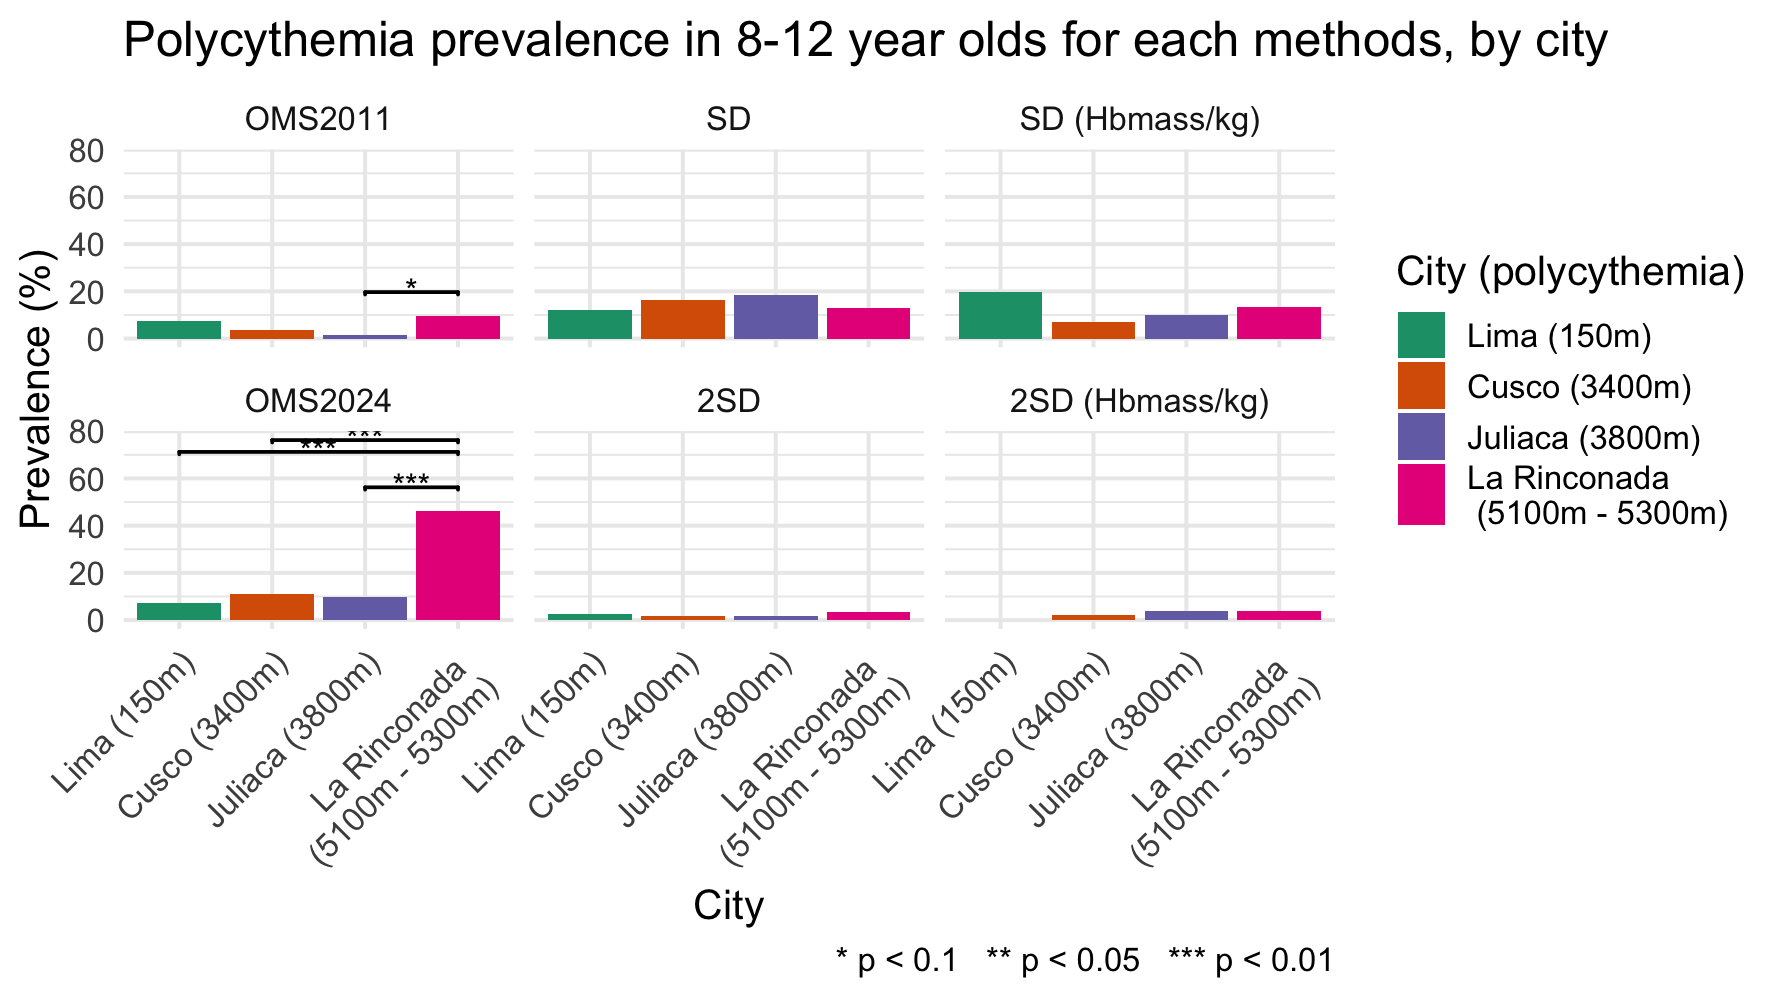 Polycythemia prevalence in 8-12 year olds for each methods, by city
OMS2011
SD
SD (Hbmass/kg)
80
60
40
20
0
*
OMS2024
2SD
2SD (Hbmass/kg)
80
60
40
20
0
***
***
***
Prevalence (%)
Lima (150m)
Cusco (3400m)
Juliaca (3800m)
La Rinconada
(5100m - 5300m)
Lima (150m)
Cusco (3400m)
Juliaca (3800m)
La Rinconada
(5100m - 5300m)
Lima (150m)
Cusco (3400m)
Juliaca (3800m)
La Rinconada
(5100m - 5300m)
City
City (polycythemia)
Lima (150m)
Cusco (3400m)
Juliaca (3800m)
La Rinconada
(5100m - 5300m)
* p < 0.1 ** p < 0.05 *** p < 0.01